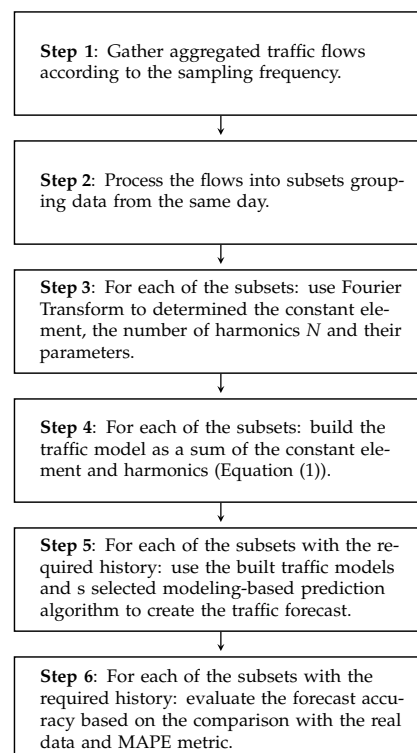 Step 1: Gather aggregated traffic flows
according to the sampling frequency.
Step 2: Process the flows into subsets group-
ing data from the same day.
Step 3: For each of the subsets: use Fourier
Transform to determined the constant ele-
ment, the number of harmonics N and their
parameters.
Step 4: For each of the subsets: build the
traffic model as a sum of the constant ele-
ment and harmonics (Equation (1)).
Step 5: For each of the subsets with the re-
quired history: use the built traffic models
and s selected modeling-based prediction
algorithm to create the traffic forecast.
Step 6: For each of the subsets with the
required history: evaluate the forecast accu-
racy based on the comparison with the real
data and MAPE metric.